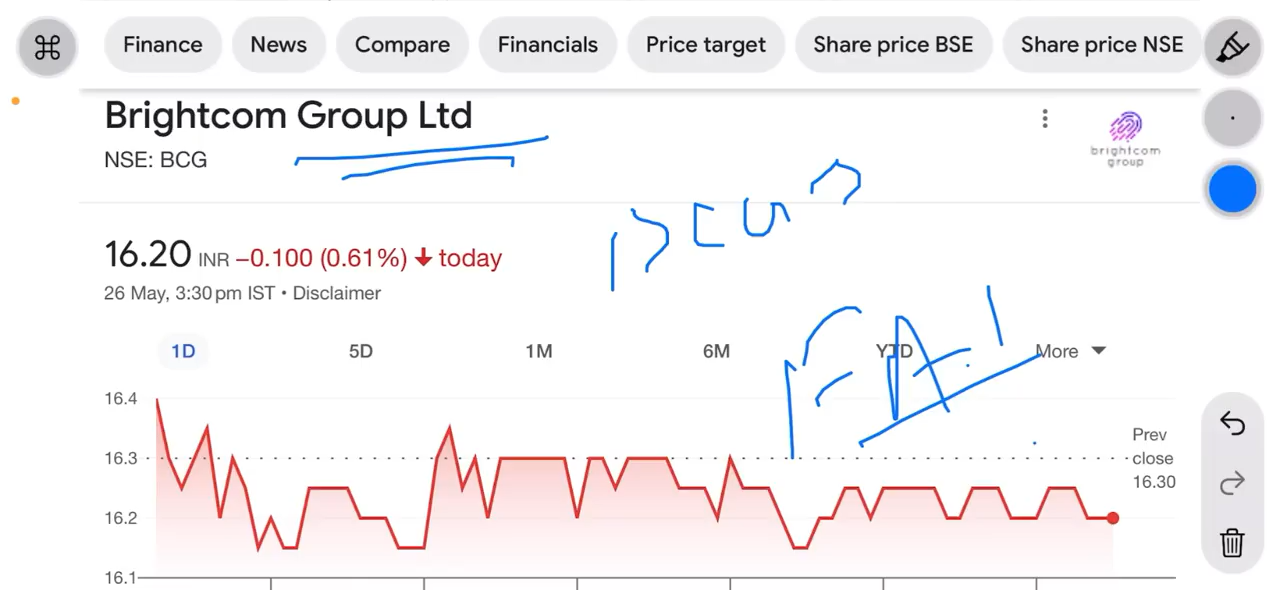 Finance News Compare Financials Price target Share price BSE Share price NSE
Brightcom Group Ltd
NSE: BCG
brightcom
group
16.20 INR −0.100 (0.61%) ↓ today
26 May, 3:30 pm IST • Disclaimer
1D 5D 1M 6M YTD More
16.4
Prev
close
16.30
16.3
16.2
16.1